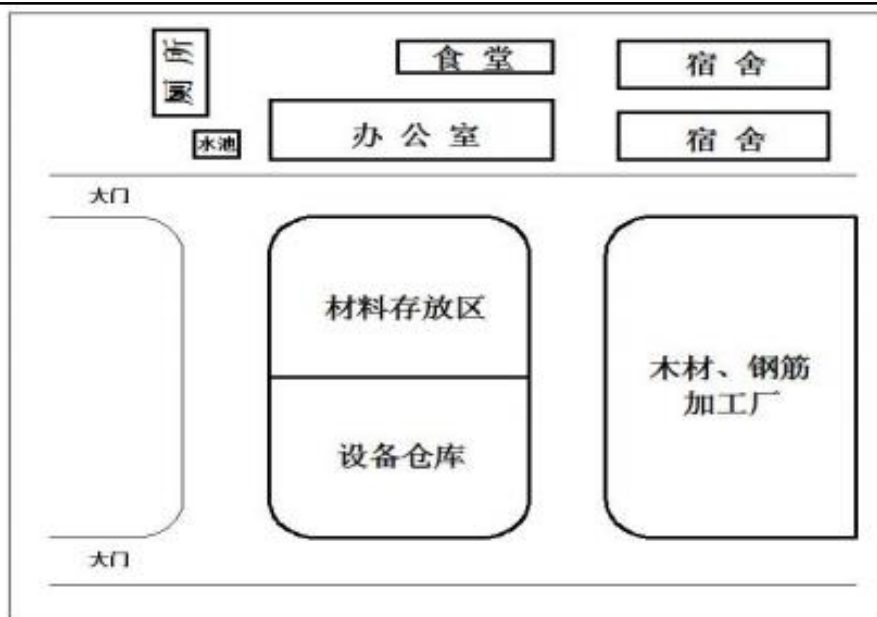 厕所
食堂
宿舍
水池
办公室
宿舍
大门
材料存放区
木材、钢筋
加工厂
设备仓库
大门